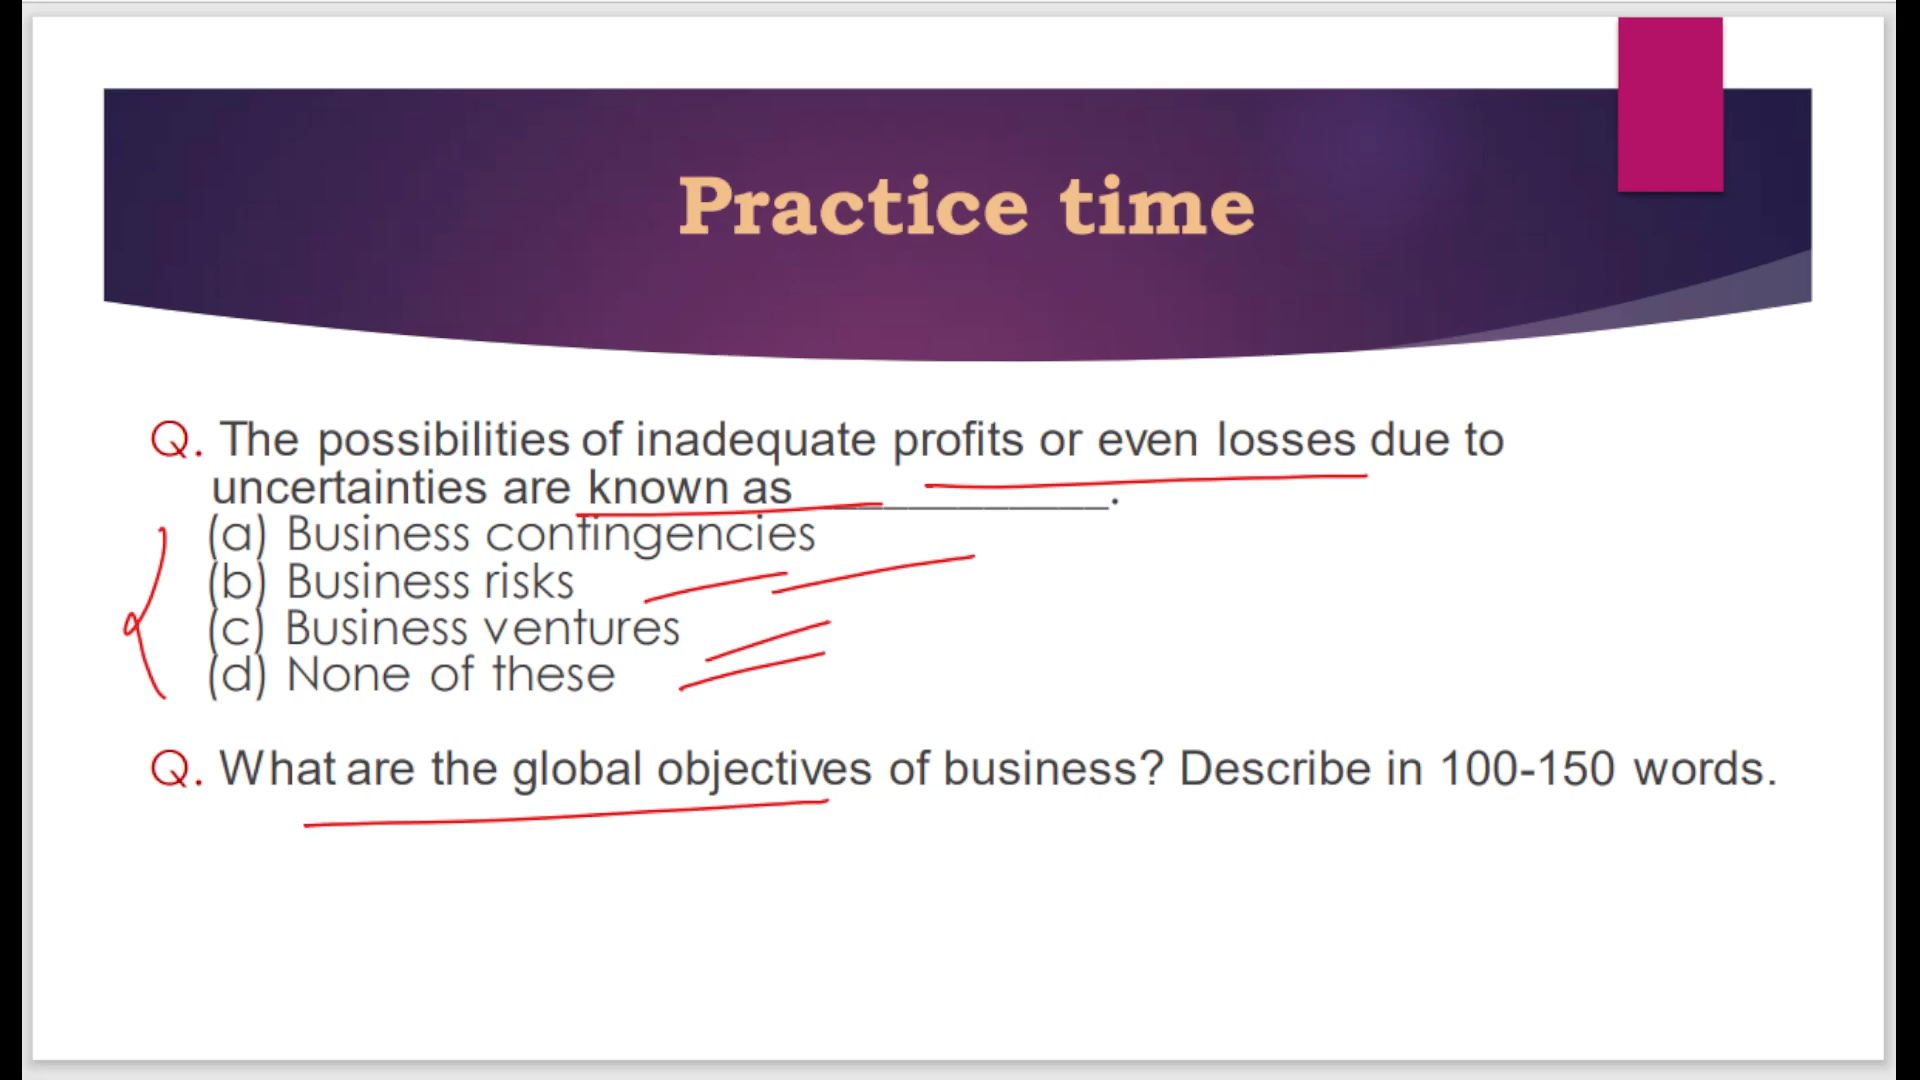 Practice time
Q. The possibilities of inadequate profits or even losses due to
uncertainties are known as ____________.
(a) Business contingencies
(b) Business risks
(c) Business ventures
(d) None of these
Q. What are the global objectives of business? Describe in 100-150 words.